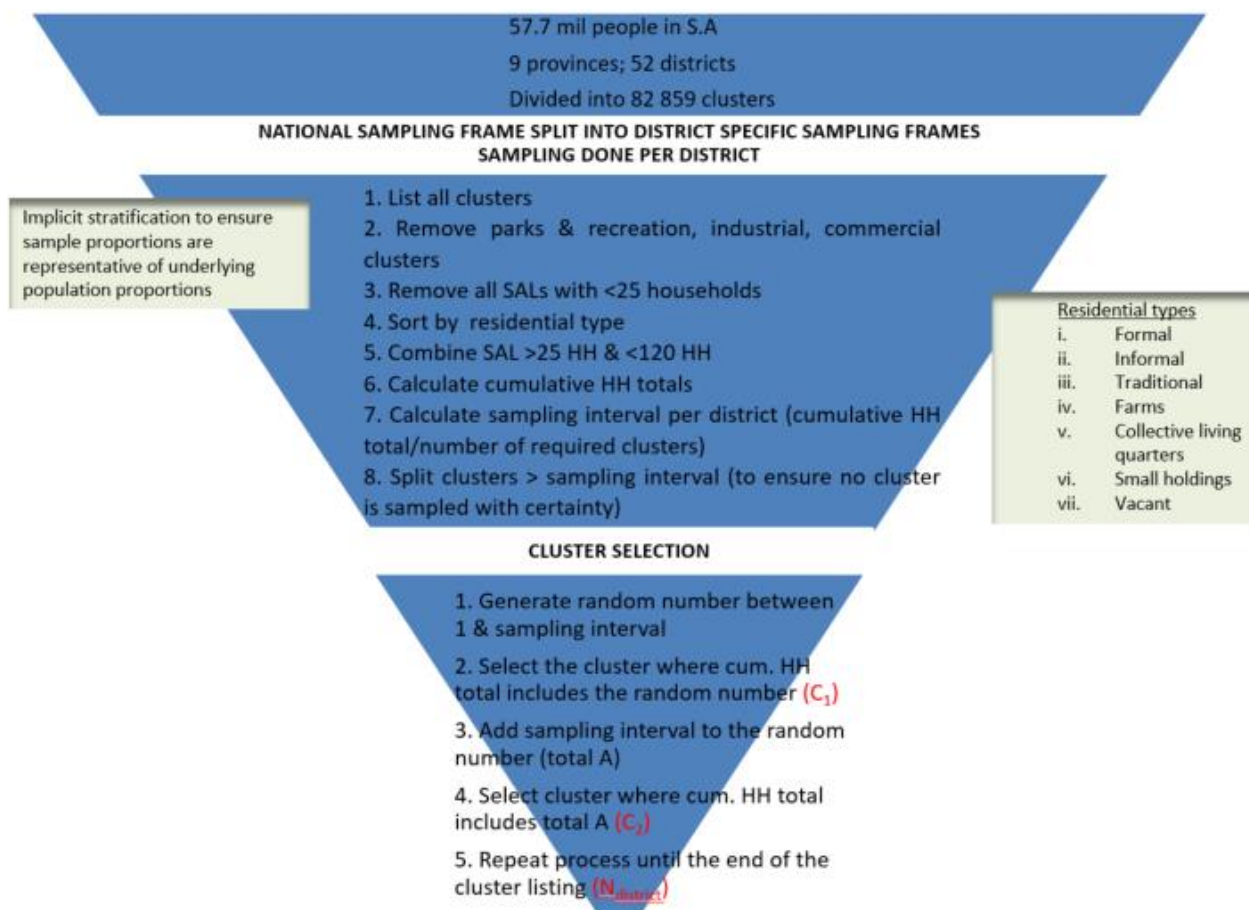 57.7 mil people in S.A
9 provinces; 52 districts
Divided into 82 859 clusters
NATIONAL SAMPLING FRAME SPLIT INTO DISTRICT SPECIFIC SAMPLING FRAMES
SAMPLING DONE PER DISTRICT
Implicit stratification to ensure
sample proportions are
representative of underlying
population proportions
1. List all clusters
2. Remove parks & recreation, industrial, commercial
clusters
3. Remove all SALs with <25 households
4. Sort by residential type
5. Combine SAL >25 HH & <120 HH
6. Calculate cumulative HH totals
7. Calculate sampling interval per district (cumulative HH
total/number of required clusters)
8. Split clusters > sampling interval (to ensure no cluster
is sampled with certainty)
Residential types
i. Formal
ii. Informal
iii. Traditional
iv. Farms
v. Collective living
quarters
vi. Small holdings
vii. Vacant
CLUSTER SELECTION
1. Generate random number between
1 & sampling interval
2. Select the cluster where cum. HH
total includes the random number (C₁)
3. Add sampling interval to the random
number (total A)
4. Select cluster where cum. HH total
includes total A (C₂)
5. Repeat process until the end of the
cluster listing (N district)